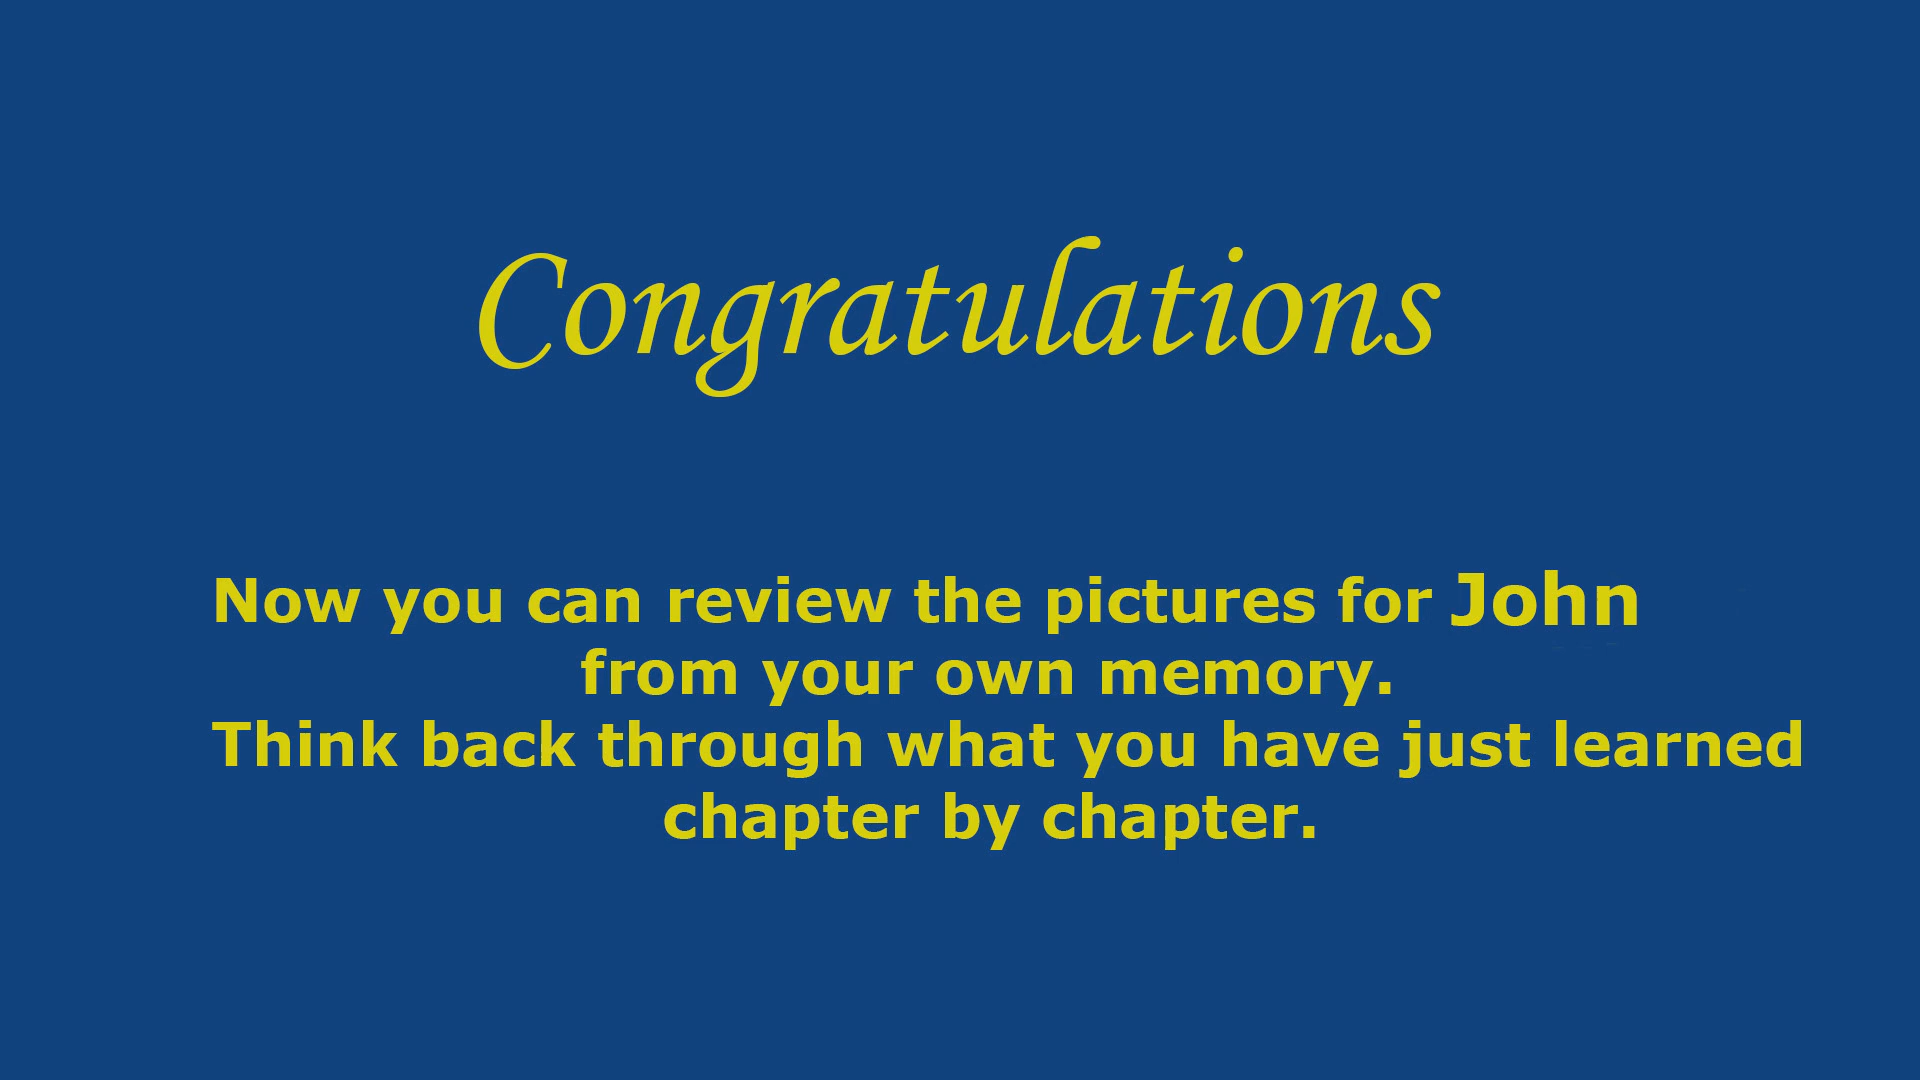 Congratulations
Now you can review the pictures for John
from your own memory.
Think back through what you have just learned
chapter by chapter.